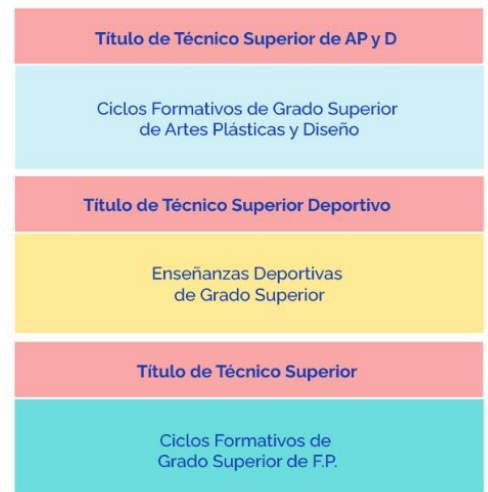 Título de Técnico Superior de AP y D
Ciclos Formativos de Grado Superior
de Artes Plásticas y Diseño
Título de Técnico Superior Deportivo
Enseñanzas Deportivas
de Grado Superior
Título de Técnico Superior
Ciclos Formativos de
Grado Superior de F.P.